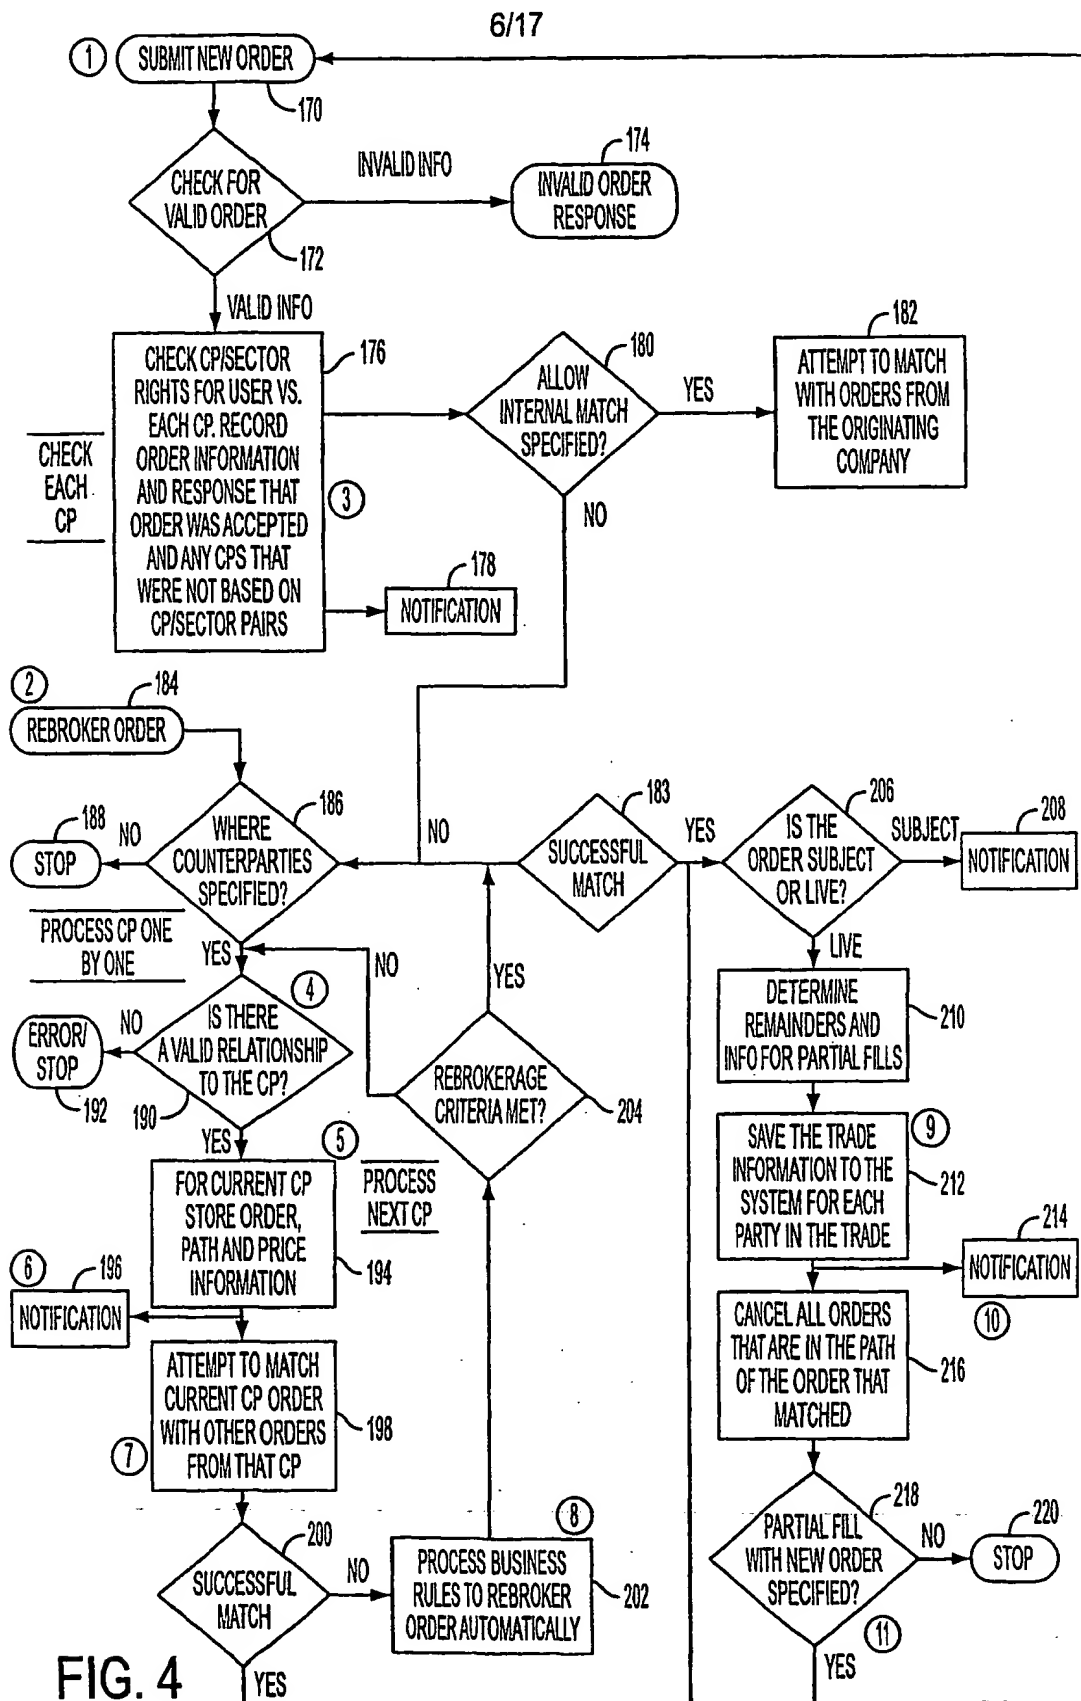 6/17
1
SUBMIT NEW ORDER
170
CHECK FOR
VALID ORDER
172
INVALID INFO
174
INVALID ORDER
RESPONSE
VALID INFO
CHECK
EACH
CP
CHECK CP/SECTOR
RIGHTS FOR USER VS.
EACH CP. RECORD
ORDER INFORMATION
AND RESPONSE THAT
ORDER WAS ACCEPTED
AND ANY CPS THAT
WERE NOT BASED ON
CP/SECTOR PAIRS
176
3
178
NOTIFICATION
180
ALLOW
INTERNAL MATCH
SPECIFIED?
YES
NO
182
ATTEMPT TO MATCH
WITH ORDERS FROM
THE ORIGINATING
COMPANY
2
184
REBROKER ORDER
186
WHERE
COUNTERPARTIES
SPECIFIED?
188
NO
STOP
NO
183
SUCCESSFUL
MATCH
YES
206
IS THE
ORDER SUBJECT
OR LIVE?
SUBJECT
208
NOTIFICATION
LIVE
PROCESS CP ONE
BY ONE
YES
NO
YES
4
IS THERE
A VALID RELATIONSHIP
TO THE CP?
190
NO
ERROR/
STOP
192
YES
REBROKERAGE
CRITERIA MET?
204
DETERMINE
REMAINDERS AND
INFO FOR PARTIAL FILLS
210
5
FOR CURRENT CP
STORE ORDER,
PATH AND PRICE
INFORMATION
194
PROCESS
NEXT CP
9
SAVE THE TRADE
INFORMATION TO THE
SYSTEM FOR EACH
PARTY IN THE TRADE
212
214
NOTIFICATION
10
6
196
NOTIFICATION
CANCEL ALL ORDERS
THAT ARE IN THE PATH
OF THE ORDER THAT
MATCHED
216
ATTEMPT TO MATCH
CURRENT CP ORDER
WITH OTHER ORDERS
FROM THAT CP
198
7
200
SUCCESSFUL
MATCH
NO
YES
8
PROCESS BUSINESS
RULES TO REBROKER
ORDER AUTOMATICALLY
202
218
PARTIAL FILL
WITH NEW ORDER
SPECIFIED?
NO
220
STOP
11
YES
FIG. 4